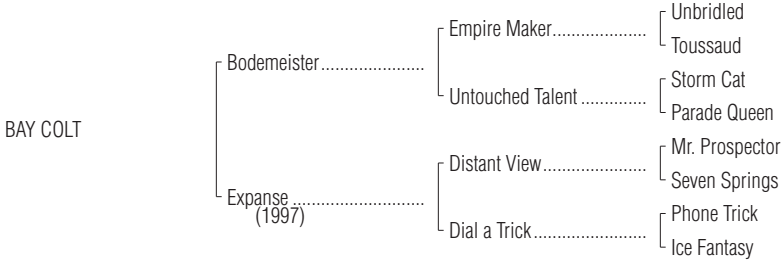 Unbridled
Empire Maker....................
Toussaud
Bodemeister......................
Storm Cat
Untouched Talent ..............
Parade Queen
BAY COLT
Mr. Prospector
Distant View......................
Seven Springs
Expanse ............................
(1997)
Phone Trick
Dial a Trick........................
Ice Fantasy